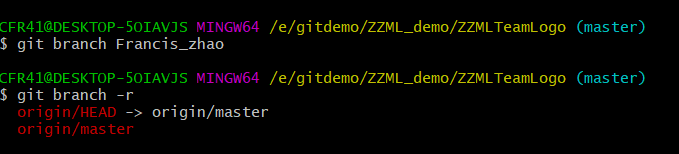 CFR41@DESKTOP-5OIAVJS MINGW64 /e/gitdemo/ZZML_demo/ZZMLTeamLogo (master)
$ git branch Francis_zhao
CFR41@DESKTOP-5OIAVJS MINGW64 /e/gitdemo/ZZML_demo/ZZMLTeamLogo (master)
$ git branch -r
origin/HEAD -> origin/master
origin/master